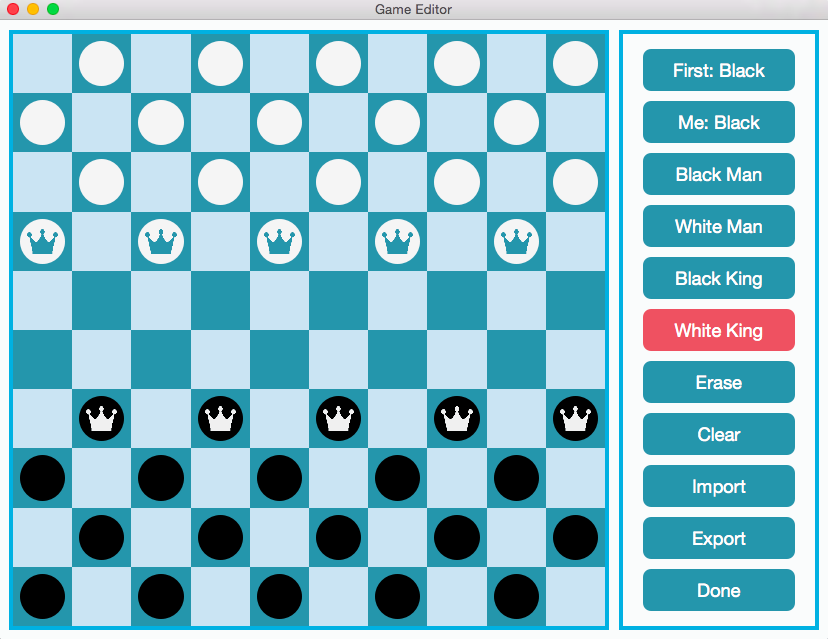 Game Editor
First: Black
Me: Black
Black Man
White Man
Black King
White King
Erase
Clear
Import
Export
Done